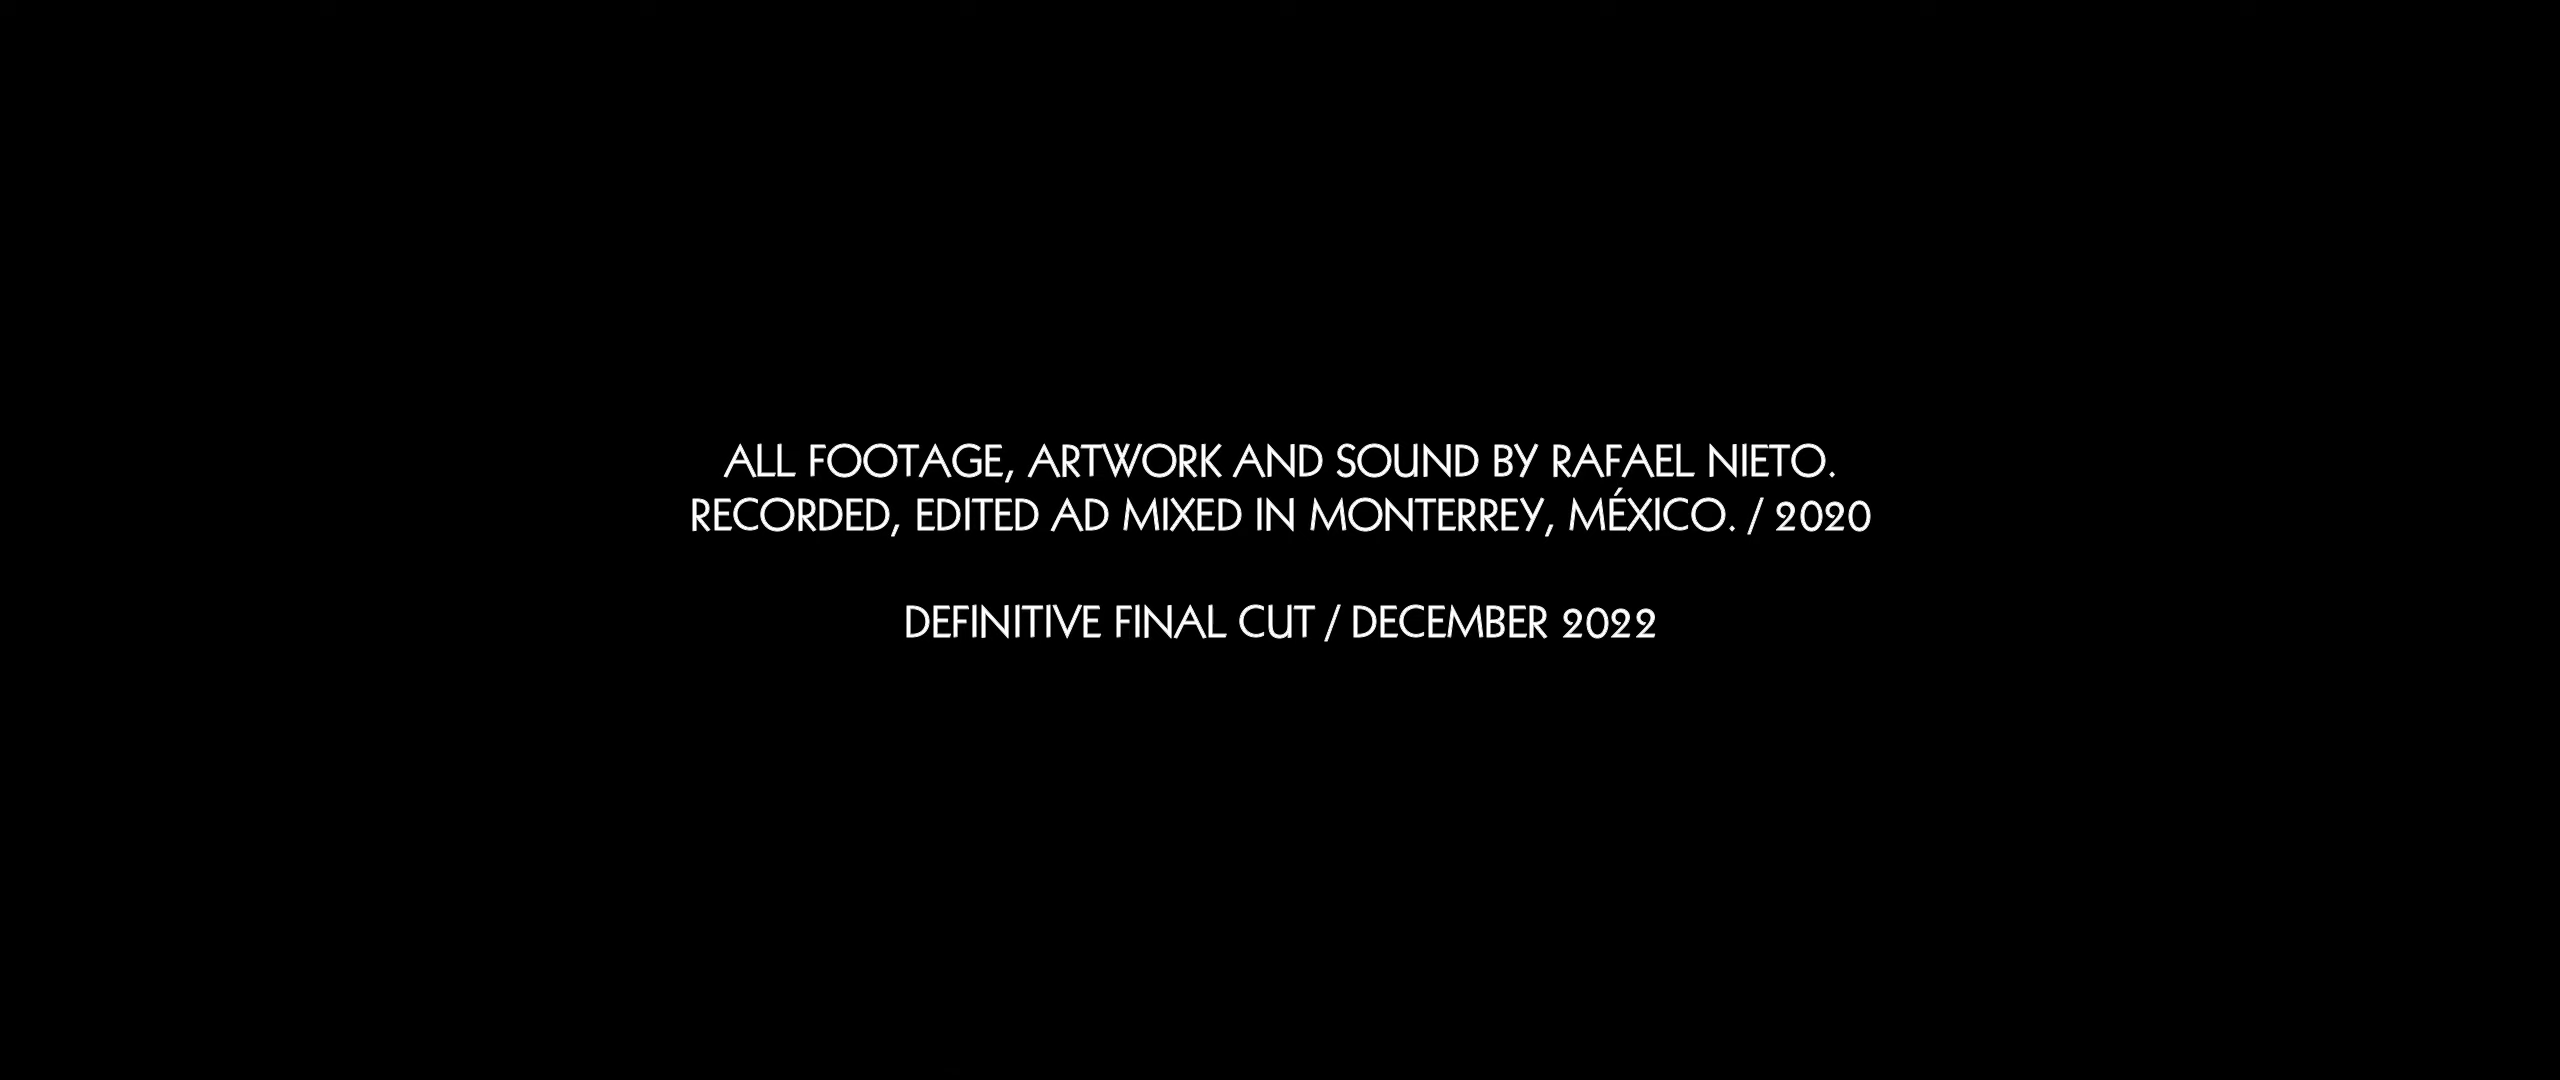 ALL FOOTAGE, ARTWORK AND SOUND BY RAFAEL NIETO.
RECORDED, EDITED AD MIXED IN MONTERREY, MÉXICO. / 2020
DEFINITIVE FINAL CUT / DECEMBER 2022